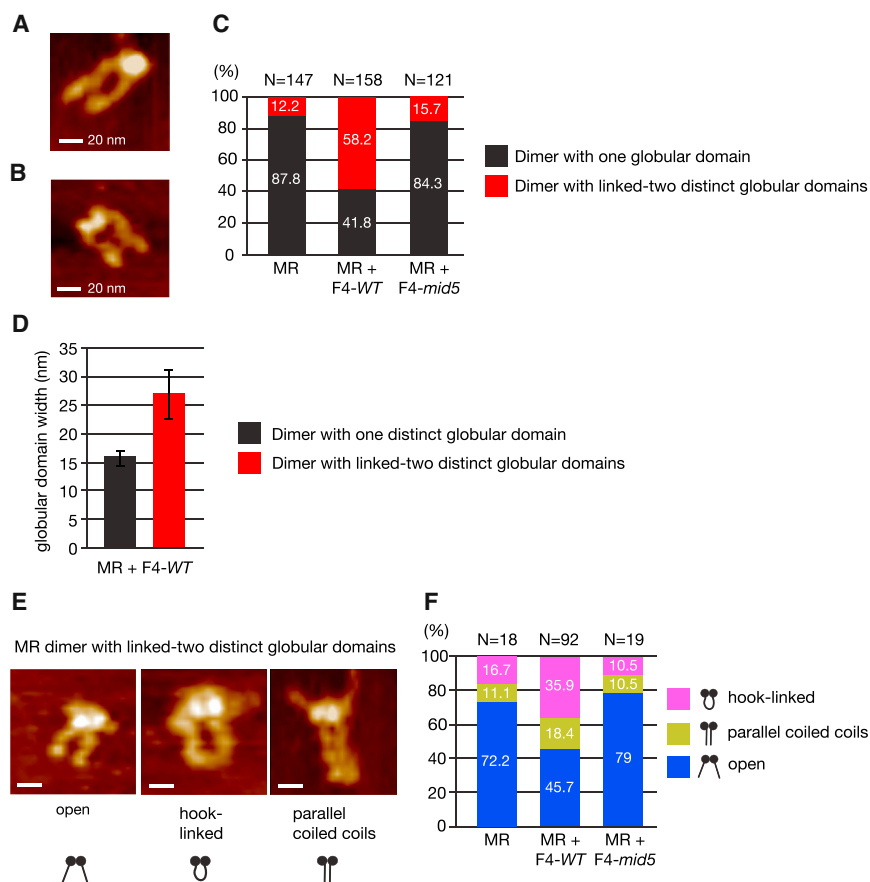 A
20 nm
B
20 nm
C
(%)
N=147 N=158 N=121
100
80
60
40
20
0
12.2
87.8
58.2
41.8
15.7
84.3
MR
MR +
F4-WT
MR +
F4-mid5
Dimer with one globular domain
Dimer with linked-two distinct globular domains
D
globular domain width (nm)
35
30
25
20
15
10
5
0
MR + F4-WT
Dimer with one distinct globular domain
Dimer with linked-two distinct globular domains
E
MR dimer with linked-two distinct globular domains
open
hook-
linked
parallel
coiled coils
F
(%)
N=18 N=92 N=19
100
80
60
40
20
0
16.7
11.1
72.2
35.9
18.4
45.7
10.5
10.5
79
MR
MR +
F4-WT
MR +
F4-mid5
hook-linked
parallel coiled coils
open